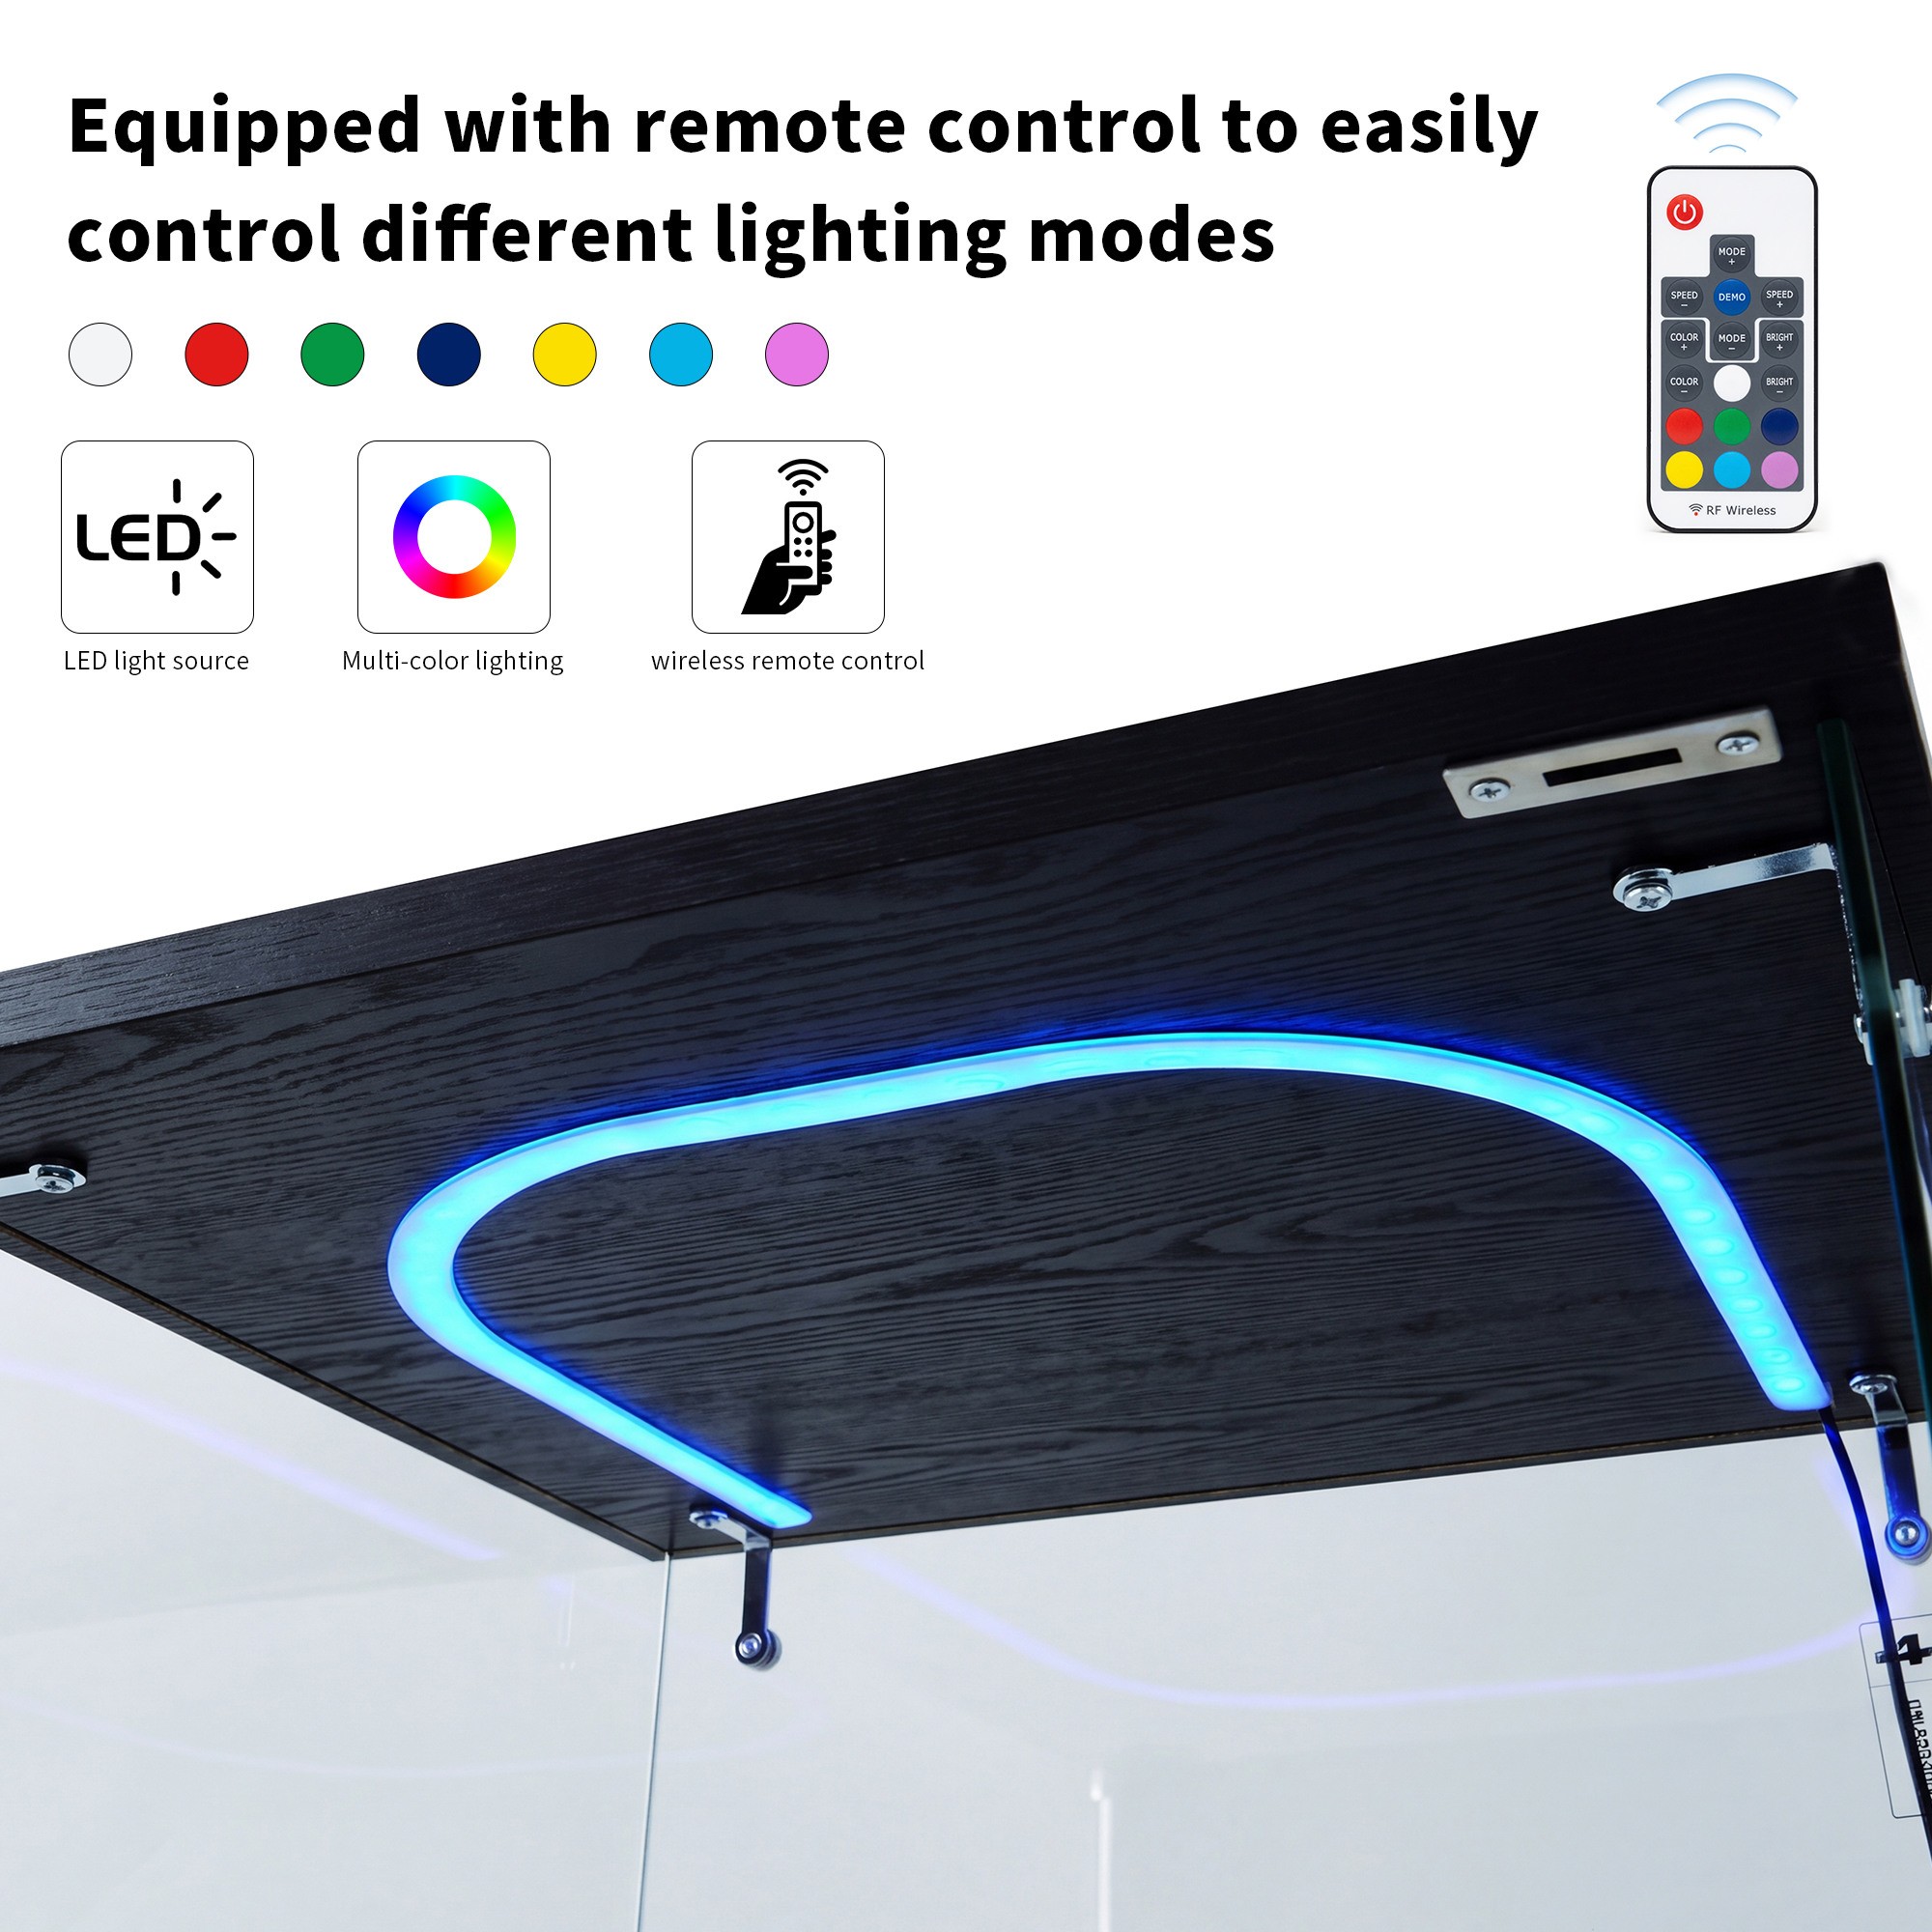 Equipped with remote control to easily
control different lighting modes
MODE
+
SPEED
−
DEMO
SPEED
+
COLOR
+
MODE
−
BRIGHT
+
COLOR
−
BRIGHT
−
RF Wireless
LED
LED light source
Multi-color lighting
wireless remote control
4